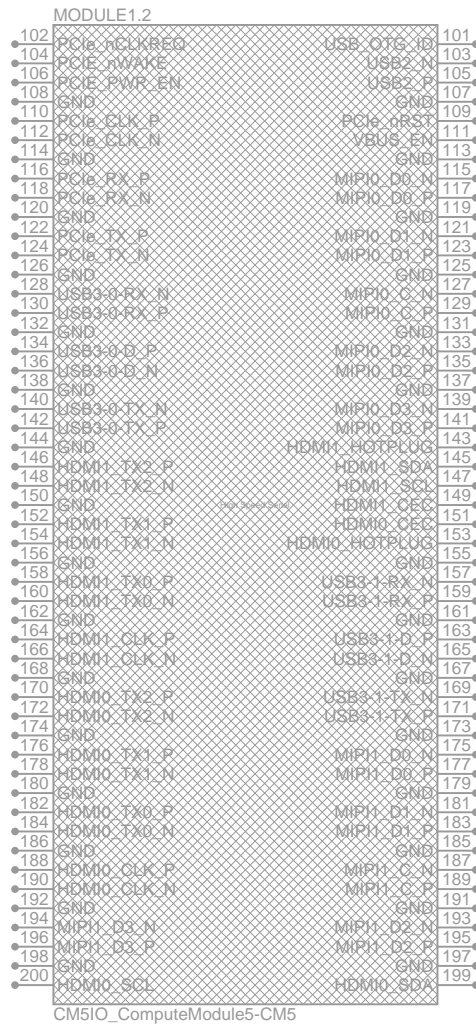 MODULE1.2
102 PCIe_nCLKREQ USB_OTG_ID 101
104 PCIE_nWAKE USB2_N 103
106 PCIE_PWR_EN USB2_P 105
108 GND GND 107
110 PCIe_CLK_P PCIe_nRST 109
112 PCIe_CLK_N VBUS_EN 111
114 GND GND 113
116 PCIe_RX_P MIPI0_D0_N 115
118 PCIe_RX_N MIPI0_D0_P 117
120 GND GND 119
122 PCIe_TX_P MIPI0_D1_N 121
124 PCIe_TX_N MIPI0_D1_P 123
126 GND GND 125
128 USB3-0-RX_N MIPI0_C_N 127
130 USB3-0-RX_P MIPI0_C_P 129
132 GND GND 131
134 USB3-0-D_P MIPI0_D2_N 133
136 USB3-0-D_N MIPI0_D2_P 135
138 GND GND 137
140 USB3-0-TX_N MIPI0_D3_N 139
142 USB3-0-TX_P MIPI0_D3_P 141
144 GND HDMI1_HOTPLUG 143
146 HDMI1_TX2_P HDMI1_SDA 145
148 HDMI1_TX2_N HDMI1_SCL 147
150 GND High Speed Serial HDMI1_CEC 149
152 HDMI1_TX1_P HDMI0_CEC 151
154 HDMI1_TX1_N HDMI0_HOTPLUG 153
156 GND GND 155
158 HDMI1_TX0_P USB3-1-RX_N 157
160 HDMI1_TX0_N USB3-1-RX_P 159
162 GND GND 161
164 HDMI1_CLK_P USB3-1-D_P 163
166 HDMI1_CLK_N USB3-1-D_N 165
168 GND GND 167
170 HDMI0_TX2_P USB3-1-TX_N 169
172 HDMI0_TX2_N USB3-1-TX_P 171
174 GND GND 173
176 HDMI0_TX1_P MIPI1_D0_N 175
178 HDMI0_TX1_N MIPI1_D0_P 177
180 GND GND 179
182 HDMI0_TX0_P MIPI1_D1_N 181
184 HDMI0_TX0_N MIPI1_D1_P 183
186 GND GND 185
188 HDMI0_CLK_P MIPI1_C_N 187
190 HDMI0_CLK_N MIPI1_C_P 189
192 GND GND 191
194 MIPI1_D3_N MIPI1_D2_N 193
196 MIPI1_D3_P MIPI1_D2_P 195
198 GND GND 197
200 HDMI0_SCL HDMI0_SDA 199
CM5IO_ComputeModule5-CM5